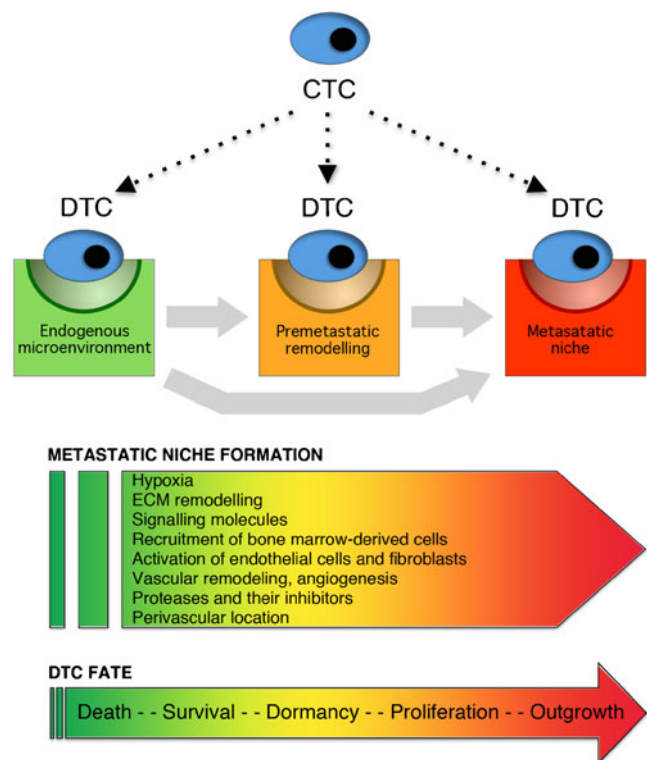 CTC
DTC
DTC
DTC
Endogenous
microenvironment
Premetastatic
remodelling
Metasatatic
niche
METASTATIC NICHE FORMATION
Hypoxia
ECM remodelling
Signalling molecules
Recruitment of bone marrow-derived cells
Activation of endothelial cells and fibroblasts
Vascular remodeling, angiogenesis
Proteases and their inhibitors
Perivascular location
DTC FATE
Death - - Survival - - Dormancy - - Proliferation - - Outgrowth